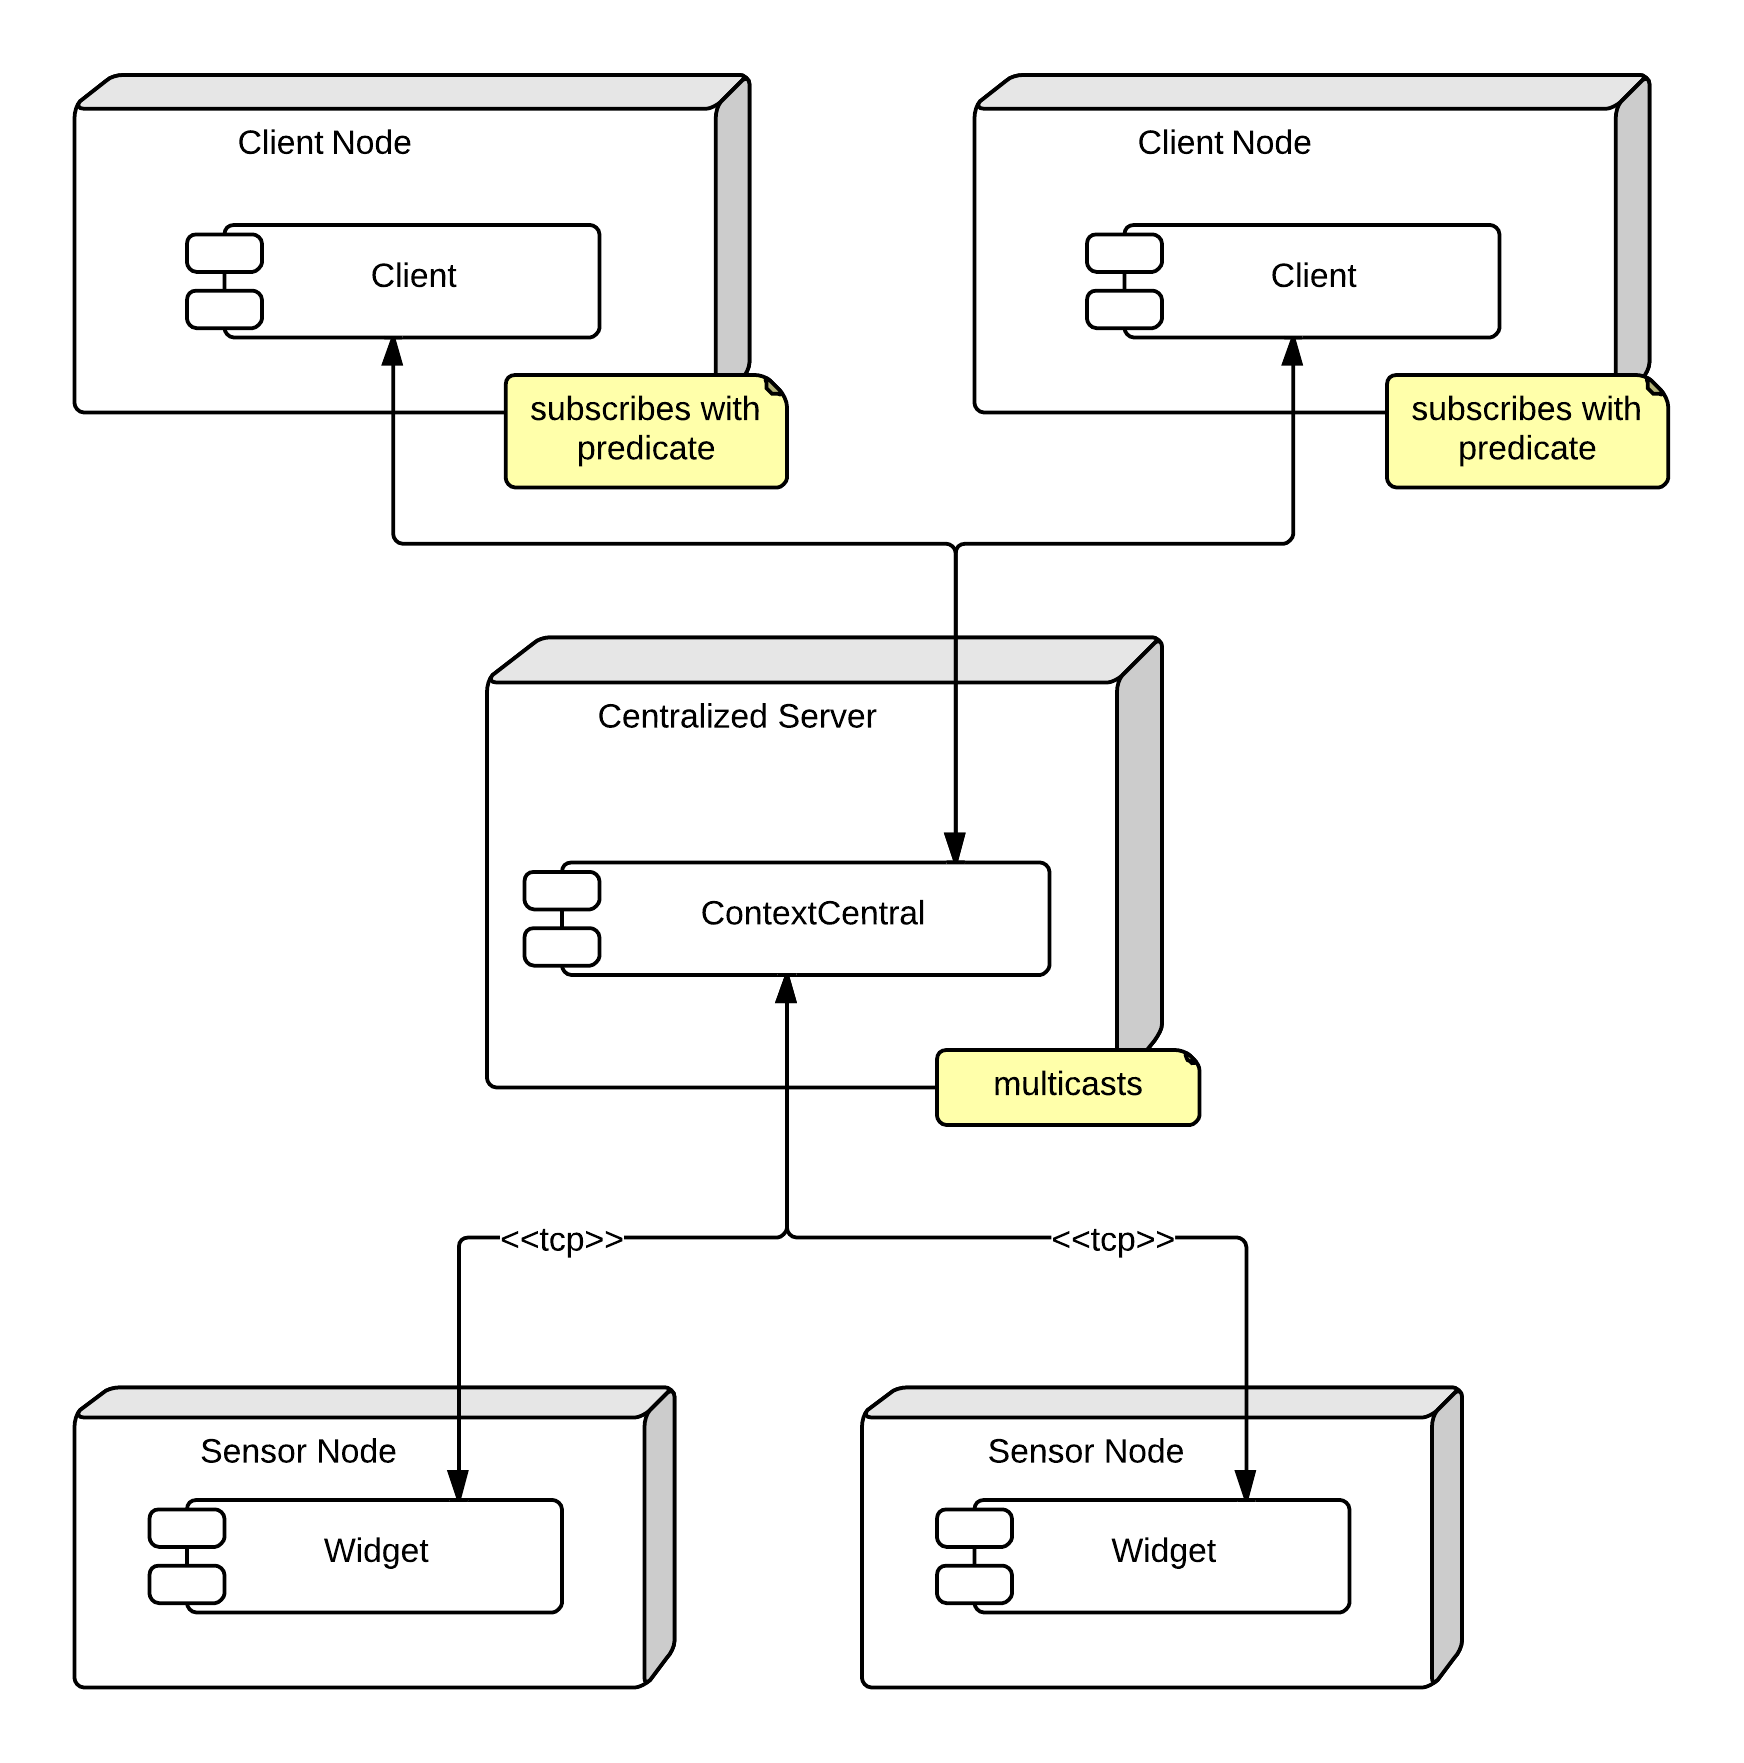 Client Node
Client
subscribes with
predicate
Client Node
Client
subscribes with
predicate
Centralized Server
ContextCentral
multicasts
<<tcp>>
<<tcp>>
Sensor Node
Widget
Sensor Node
Widget